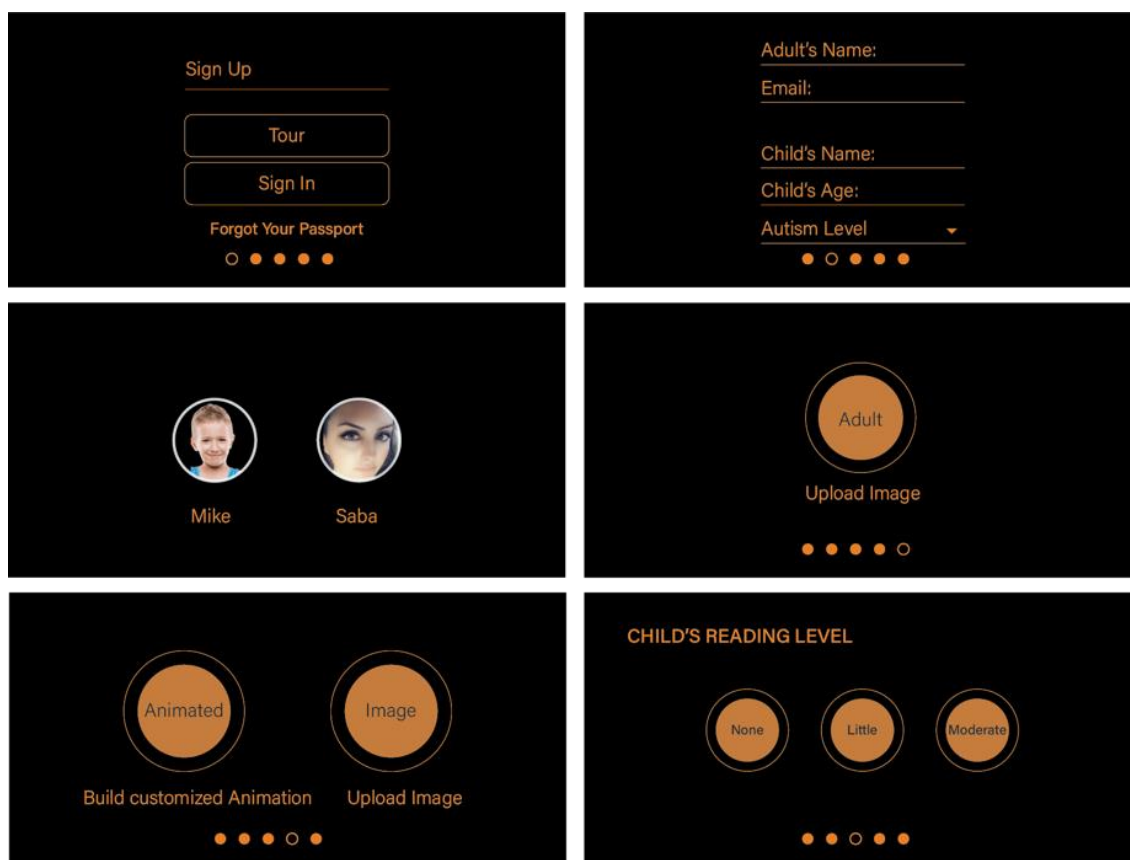 Sign Up
Tour
Sign In
Forgot Your Passport
Adult's Name:
Email:
Child's Name:
Child's Age:
Autism Level
Mike
Saba
Adult
Upload Image
Animated
Image
Build customized Animation
Upload Image
CHILD'S READING LEVEL
None
Little
Moderate